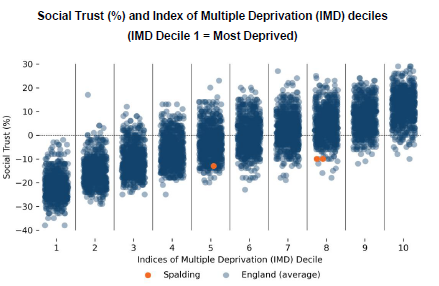 Social Trust (%) and Index of Multiple Deprivation (IMD) deciles
(IMD Decile 1 = Most Deprived)
Social Trust (%)
30
20
10
0
−10
−20
−30
−40
1 2 3 4 5 6 7 8 9 10
Indices of Multiple Deprivation (IMD) Decile
Spalding England (average)